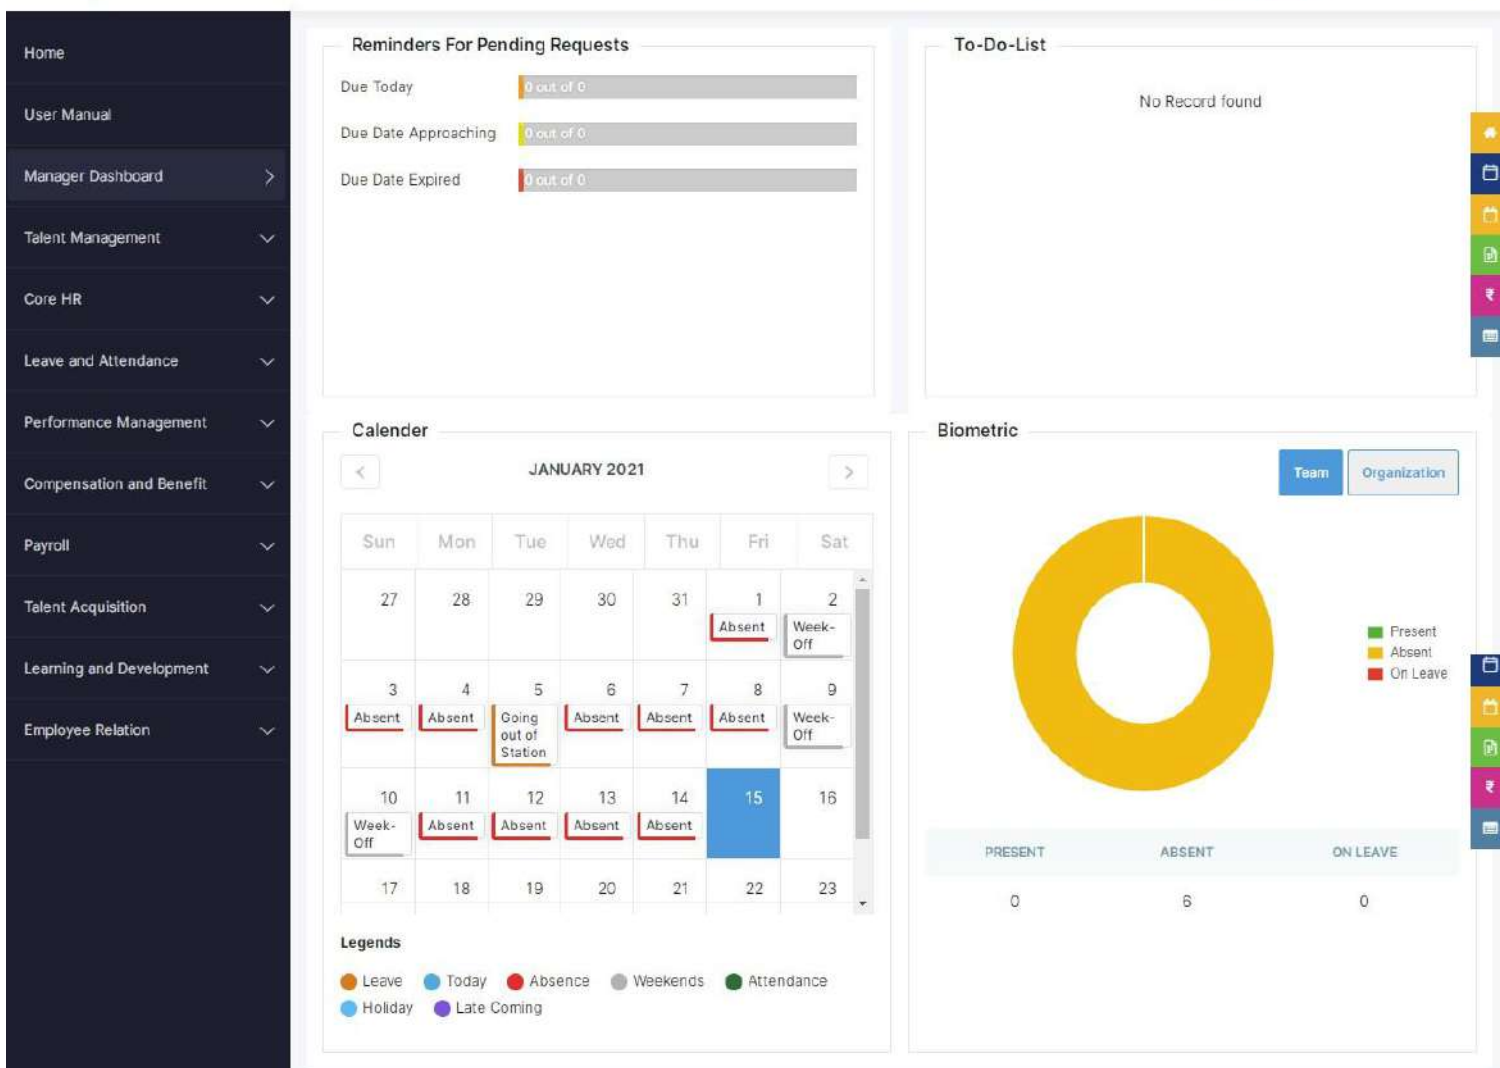 Home
User Manual
Manager Dashboard
Talent Management
Core HR
Leave and Attendance
Performance Management
Compensation and Benefit
Payroll
Talent Acquisition
Learning and Development
Employee Relation
Reminders For Pending Requests
Due Today
0 out of 0
Due Date Approaching
0 out of 0
Due Date Expired
0 out of 0
To-Do-List
No Record found
Calender
JANUARY 2021
Sun Mon Tue Wed Thu Fri Sat
27 28 29 30 31 1 2
Absent Week-
Off
3 4 5 6 7 8 9
Absent Absent Going Absent Absent Absent Week-
out of Off
Station
10 11 12 13 14 15 16
Week- Absent Absent Absent Absent
Off
17 18 19 20 21 22 23
Legends
Leave Today Absence Weekends Attendance
Holiday Late Coming
Biometric
Team Organization
Present
Absent
On Leave
PRESENT ABSENT ON LEAVE
0 6 0
₹
₹